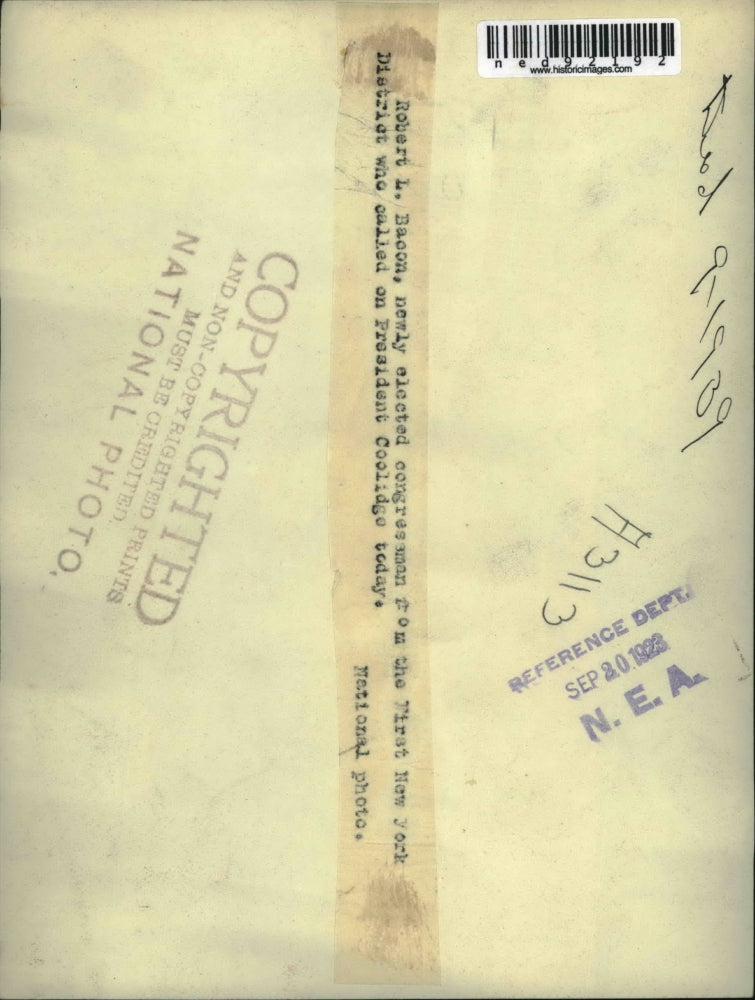 ned92192
www.historicimages.com
9-1939
#3113
REFERENCE DEPT.
SEP 20 1923
N. E. A.
Robert L. Bacon, newly elected congressman from the First New York
District who called on President Coolidge today.
National photo.
COPYRIGHTED
AND NON-COPYRIGHTED PRINTS
MUST BE CREDITED.
NATIONAL PHOTO.